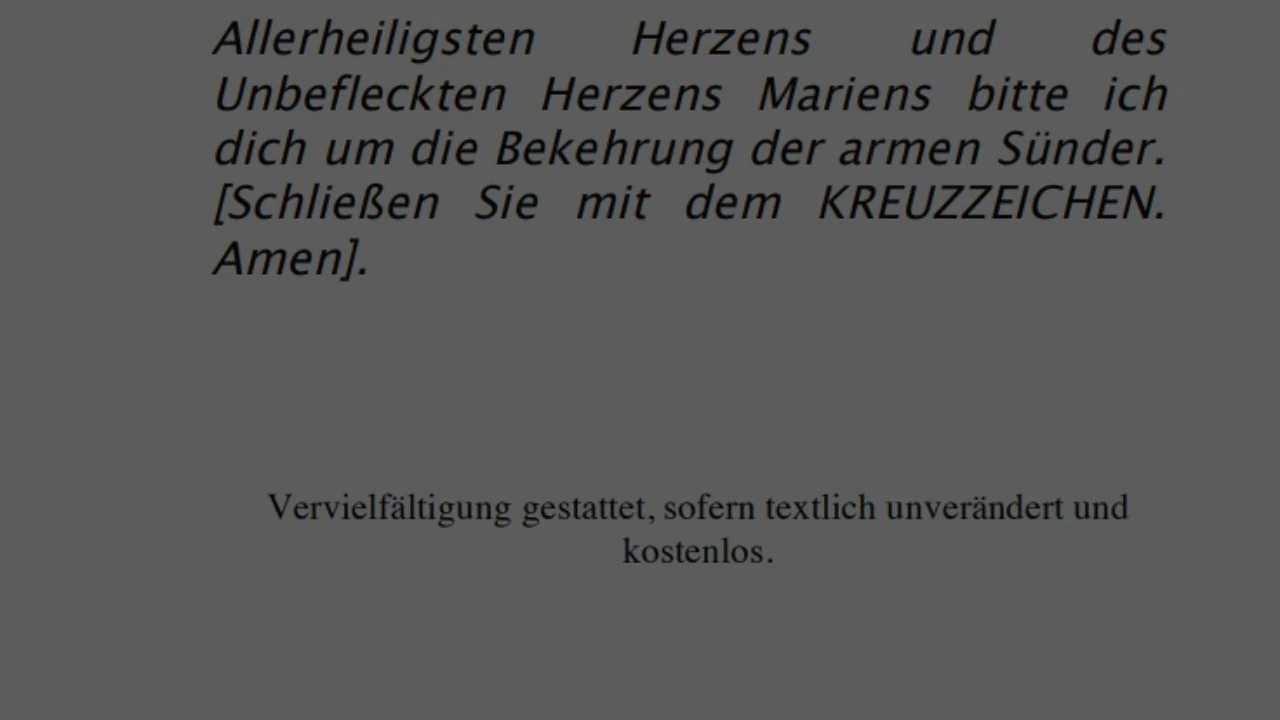 Allerheiligsten Herzens und des
Unbefleckten Herzens Mariens bitte ich
dich um die Bekehrung der armen Sünder.
[Schließen Sie mit dem KREUZZEICHEN.
Amen].
Vervielfältigung gestattet, sofern textlich unverändert und
kostenlos.